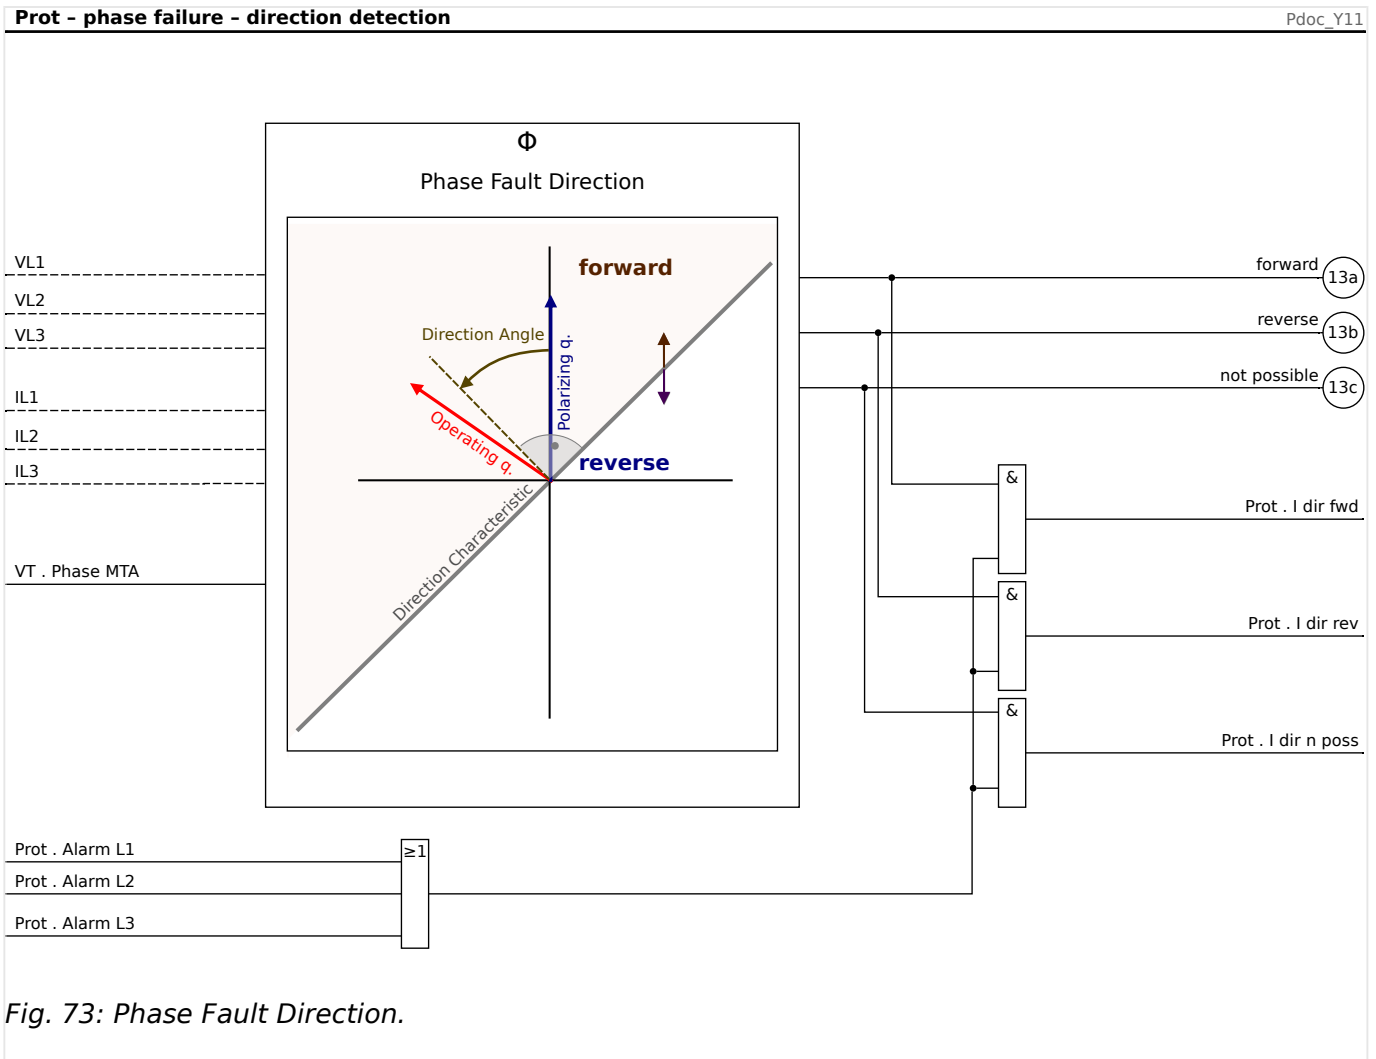 Prot – phase failure – direction detection
Pdoc_Y11
Φ
Phase Fault Direction
VL1
VL2
VL3
IL1
IL2
IL3
VT . Phase MTA
forward
Direction Angle
Polarizing q.
Operating q.
reverse
Direction Characteristic
forward
13a
reverse
13b
not possible
13c
&
Prot . I dir fwd
&
Prot . I dir rev
&
Prot . I dir n poss
Prot . Alarm L1
≥1
Prot . Alarm L2
Prot . Alarm L3
Fig. 73: Phase Fault Direction.